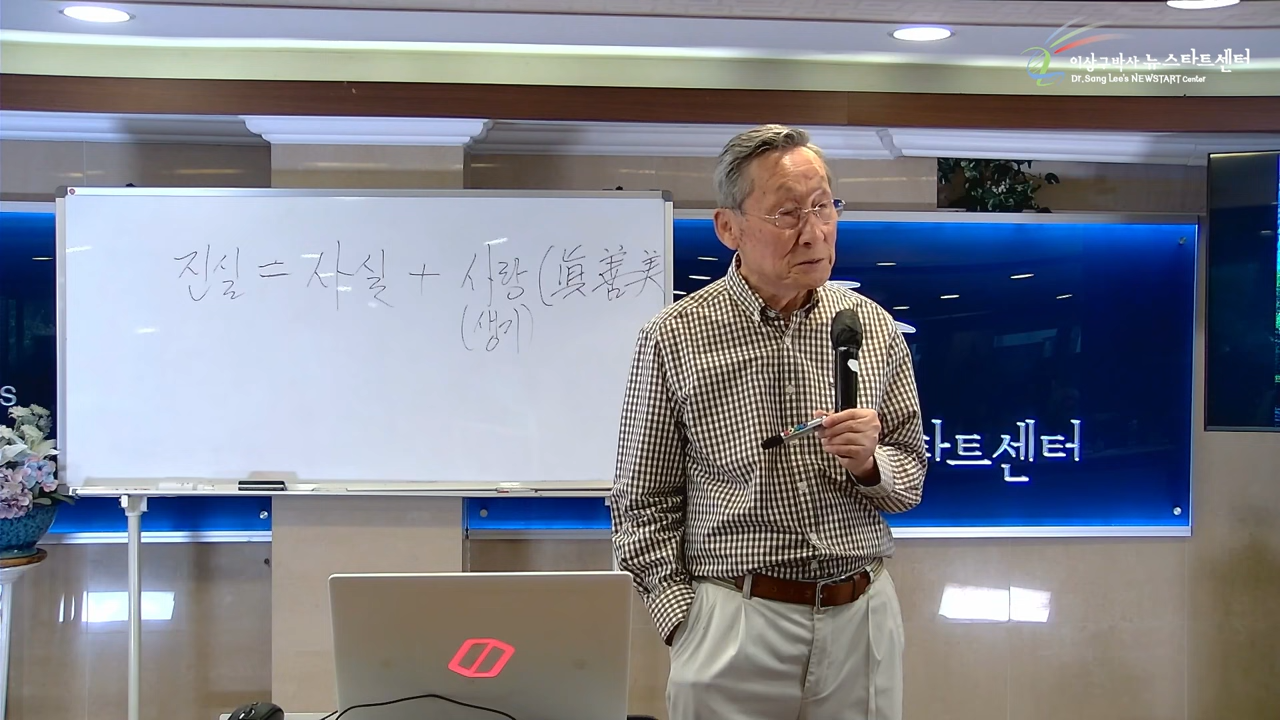 이상구박사 뉴스타트센터
Dr. Sang Lee's NEWSTART Center
진실 = 사실 + 사랑 (眞善美
(생기)
S
타트센터